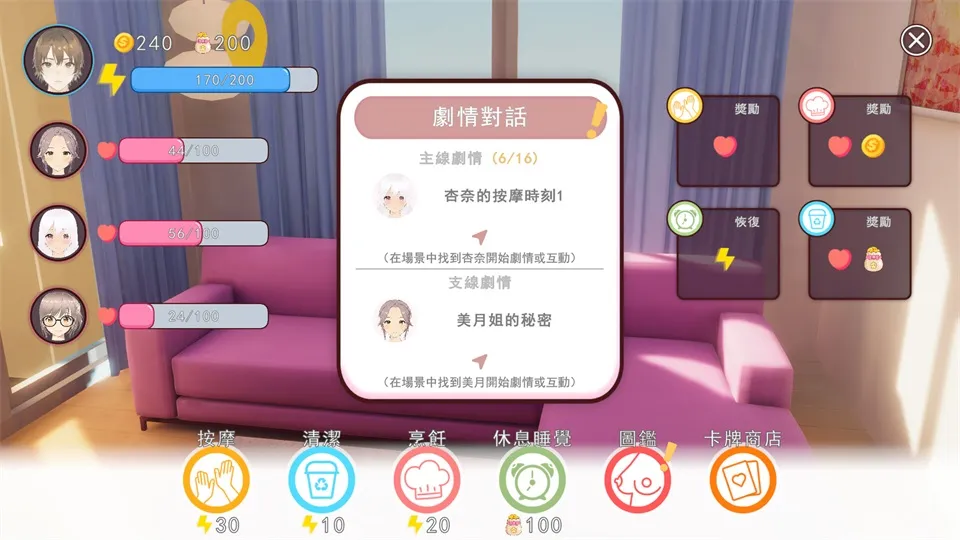 240
200
170/200
44/100
56/100
24/100
劇情對話
主線劇情 (6/16)
杏奈的按摩時刻1
(在場景中找到杏奈開始劇情或互動)
支線劇情
美月姐的秘密
(在場景中找到美月開始劇情或互動)
獎勵
獎勵
恢復
獎勵
按摩
清潔
烹飪
休息睡覺
圖鑑
卡牌商店
30
10
20
100